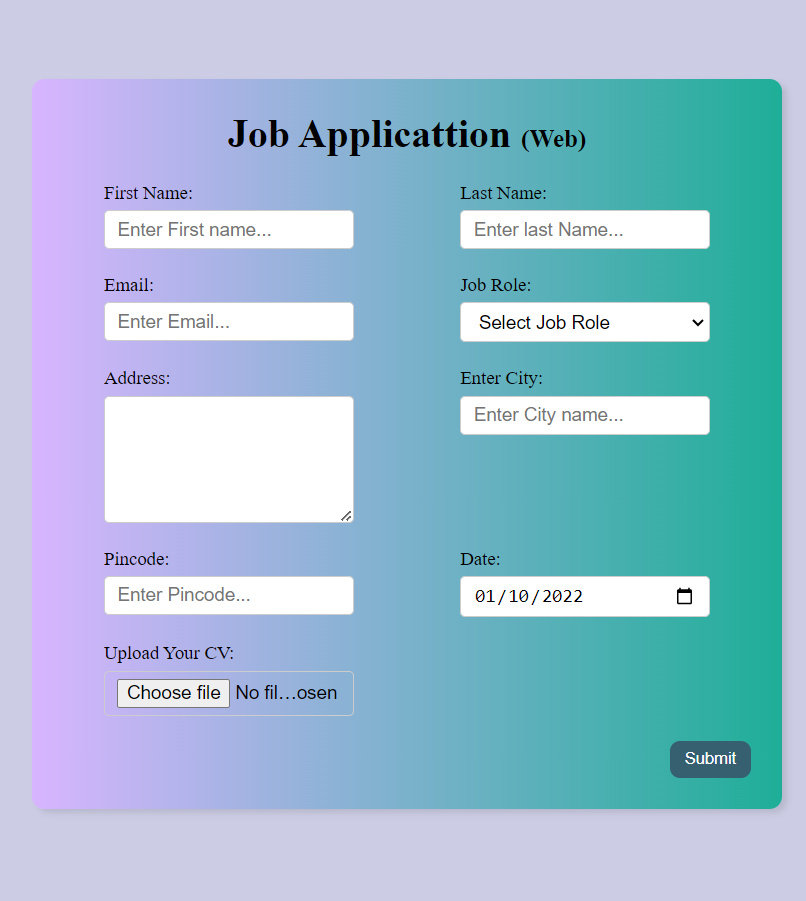 Job Applicattion (Web)
First Name:
Last Name:
Enter First name...
Enter last Name...
Email:
Job Role:
Enter Email...
Select Job Role
Address:
Enter City:
Enter City name...
Pincode:
Date:
Enter Pincode...
01/10/2022
Upload Your CV:
Choose file No fil...osen
Submit